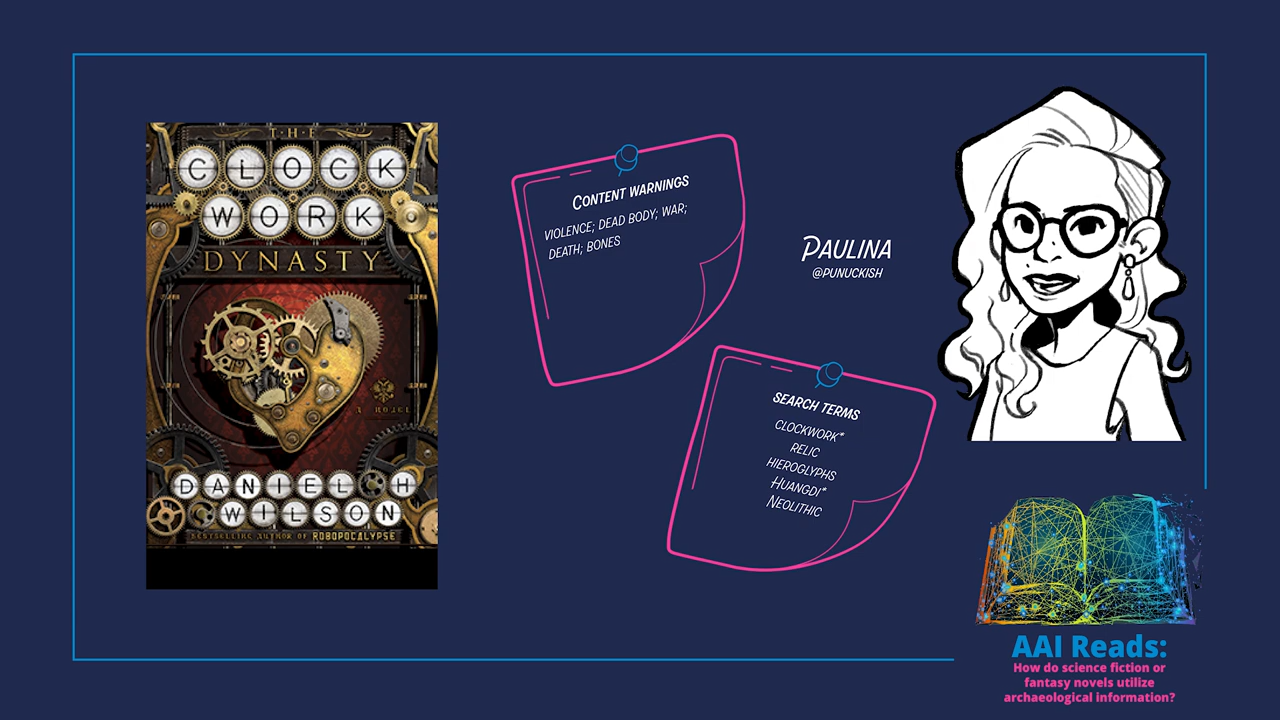 THE
CLOCK
WORK
DYNASTY
A NOVEL
DANIEL H
WILSON
BESTSELLING AUTHOR OF ROBOPOCALYPSE
CONTENT WARNINGS
VIOLENCE; DEAD BODY; WAR;
DEATH; BONES
PAULINA
@PUNUCKISH
SEARCH TERMS
CLOCKWORK*
RELIC
HIEROGLYPHS
HUANGDI*
NEOLITHIC
AAI Reads:
How do science fiction or
fantasy novels utilize
archaeological information?